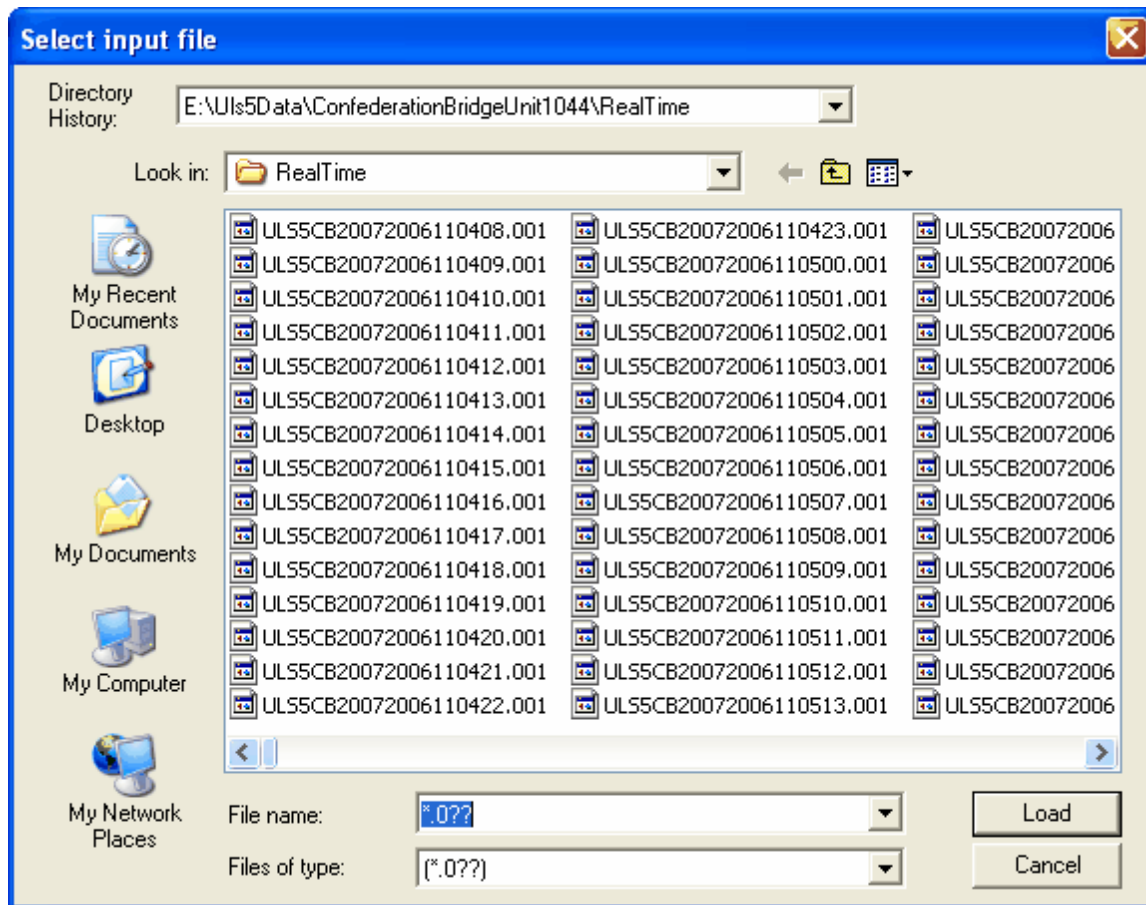 Select input file
Directory
History:
E:\Uls5Data\ConfederationBridgeUnit1044\RealTime
Look in:
RealTime
My Recent
Documents
Desktop
My Documents
My Computer
My Network
Places
ULS5CB20072006110408.001 ULS5CB20072006110423.001 ULS5CB20072006
ULS5CB20072006110409.001 ULS5CB20072006110500.001 ULS5CB20072006
ULS5CB20072006110410.001 ULS5CB20072006110501.001 ULS5CB20072006
ULS5CB20072006110411.001 ULS5CB20072006110502.001 ULS5CB20072006
ULS5CB20072006110412.001 ULS5CB20072006110503.001 ULS5CB20072006
ULS5CB20072006110413.001 ULS5CB20072006110504.001 ULS5CB20072006
ULS5CB20072006110414.001 ULS5CB20072006110505.001 ULS5CB20072006
ULS5CB20072006110415.001 ULS5CB20072006110506.001 ULS5CB20072006
ULS5CB20072006110416.001 ULS5CB20072006110507.001 ULS5CB20072006
ULS5CB20072006110417.001 ULS5CB20072006110508.001 ULS5CB20072006
ULS5CB20072006110418.001 ULS5CB20072006110509.001 ULS5CB20072006
ULS5CB20072006110419.001 ULS5CB20072006110510.001 ULS5CB20072006
ULS5CB20072006110420.001 ULS5CB20072006110511.001 ULS5CB20072006
ULS5CB20072006110421.001 ULS5CB20072006110512.001 ULS5CB20072006
ULS5CB20072006110422.001 ULS5CB20072006110513.001 ULS5CB20072006
File name:
*.0??
Load
Files of type:
(*.0??)
Cancel